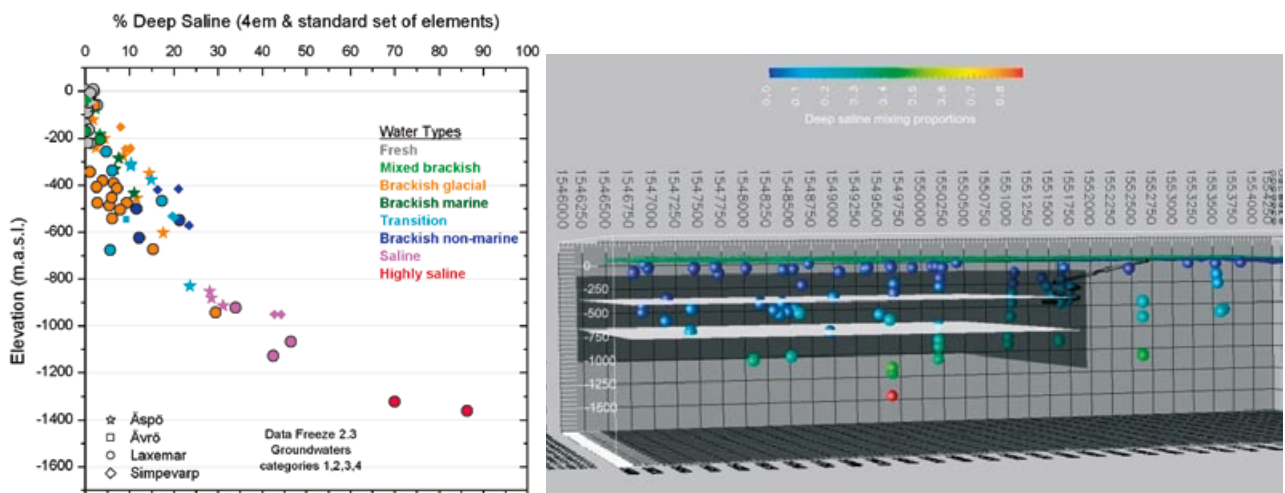 % Deep Saline (4em & standard set of elements)
0 10 20 30 40 50 60 70 80 90 100
Elevation (m.a.s.l.)
0
-200
-400
-600
-800
-1000
-1200
-1400
-1600
Water Types
Fresh
Mixed brackish
Brackish glacial
Brackish marine
Transition
Brackish non-marine
Saline
Highly saline
Äspö
Ävrö
Laxemar
Simpevarp
Data Freeze 2.3
Groundwaters
categories 1,2,3,4
0.0 0.1 0.2 0.3 0.4 0.5 0.6 0.7 0.8
Deep saline mixing proportions
1546000 1546250 1546500 1546750 1547000 1547250 1547500 1547750 1548000 1548250 1548500 1548750 1549000 1549250 1549500 1549750 1550000 1550250 1550500 1550750 1551000 1551250 1551500 1551750 1552000 1552500 1552750 1553250 1553500 1553750 1554000
0
-250
-500
-750
-1000
-1250
-1500